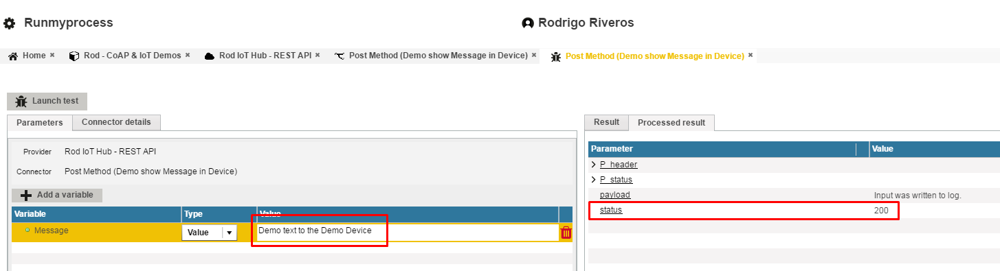 Runmyprocess
Rodrigo Riveros
Home Rod - CoAP & IoT Demos Rod IoT Hub - REST API Post Method (Demo show Message in Device) Post Method (Demo show Message in Device)
Launch test
Parameters Connector details
Provider Rod IoT Hub - REST API
Connector Post Method (Demo show Message in Device)
Add a variable
Variable Type Value
Message Value Demo text to the Demo Device
Result Processed result
Parameter Value
P_header
P_status
payload Input was written to log.
status 200